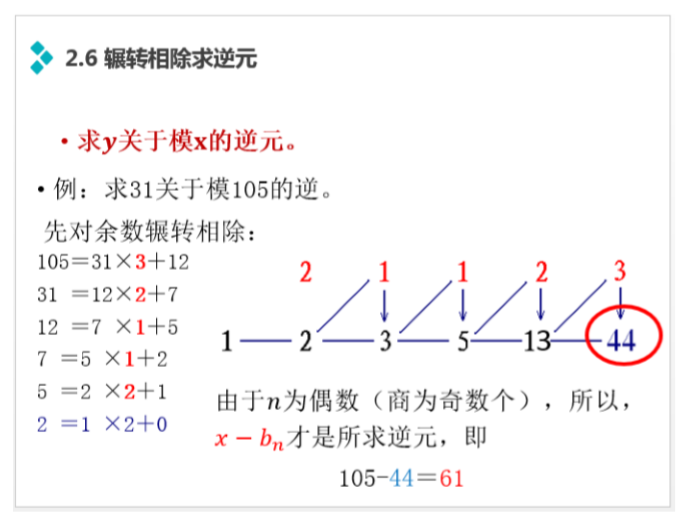 2.6 辗转相除求逆元
•求y关于模x的逆元。
•例：求31关于模105的逆。
先对余数辗转相除：
105=31×3+12
31 =12×2+7
12 =7 ×1+5
7 =5 ×1+2
5 =2 ×2+1
2 =1 ×2+0
2 1 1 2 3
1 2 3 5 13 44
由于n为偶数（商为奇数个），所以，
x − bₙ才是所求逆元，即
105-44=61